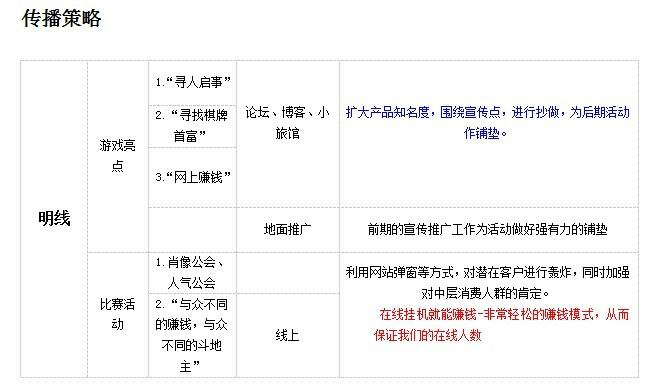 传播策略
明线
游戏亮
点
1.“寻人启事”
2.“寻找棋牌
首富”
3.“网上赚钱”
论坛、博客、小
旅馆
扩大产品知名度，围绕宣传点，进行抄做，为后期活动
作铺垫。
地面推广
前期的宣传推广工作为活动做好强有力的铺垫
比赛活
动
1.肖像公会、
人气公会
2.“与众不同
的赚钱，与众
不同的斗地
主”
线上
利用网站弹窗等方式，对潜在客户进行轰炸，同时加强
对中层消费人群的肯定。
在线挂机就能赚钱-非常轻松的赚钱模式，从而
保证我们的在线人数